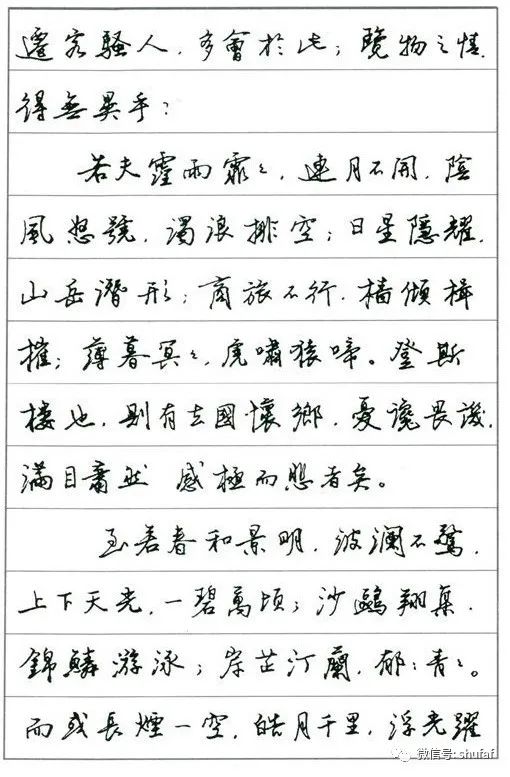 遷客騷人，多會於此；覽物之情，
得無異乎？
若夫霪雨霏々，連月不開，陰
風怒號，濁浪排空；日星隱耀，
山岳潛形；商旅不行，檣傾楫
摧；薄暮冥々，虎嘯猿啼。登斯
樓也，則有去國懷鄉，憂讒畏譏，
滿目蕭然 感極而悲者矣。
至若春和景明，波瀾不驚，
上下天光，一碧萬頃；沙鷗翔集，
錦鱗游泳；岸芷汀蘭，郁々青々。
而或長煙一空，皓月千里，浮光躍
微信号: shufaf